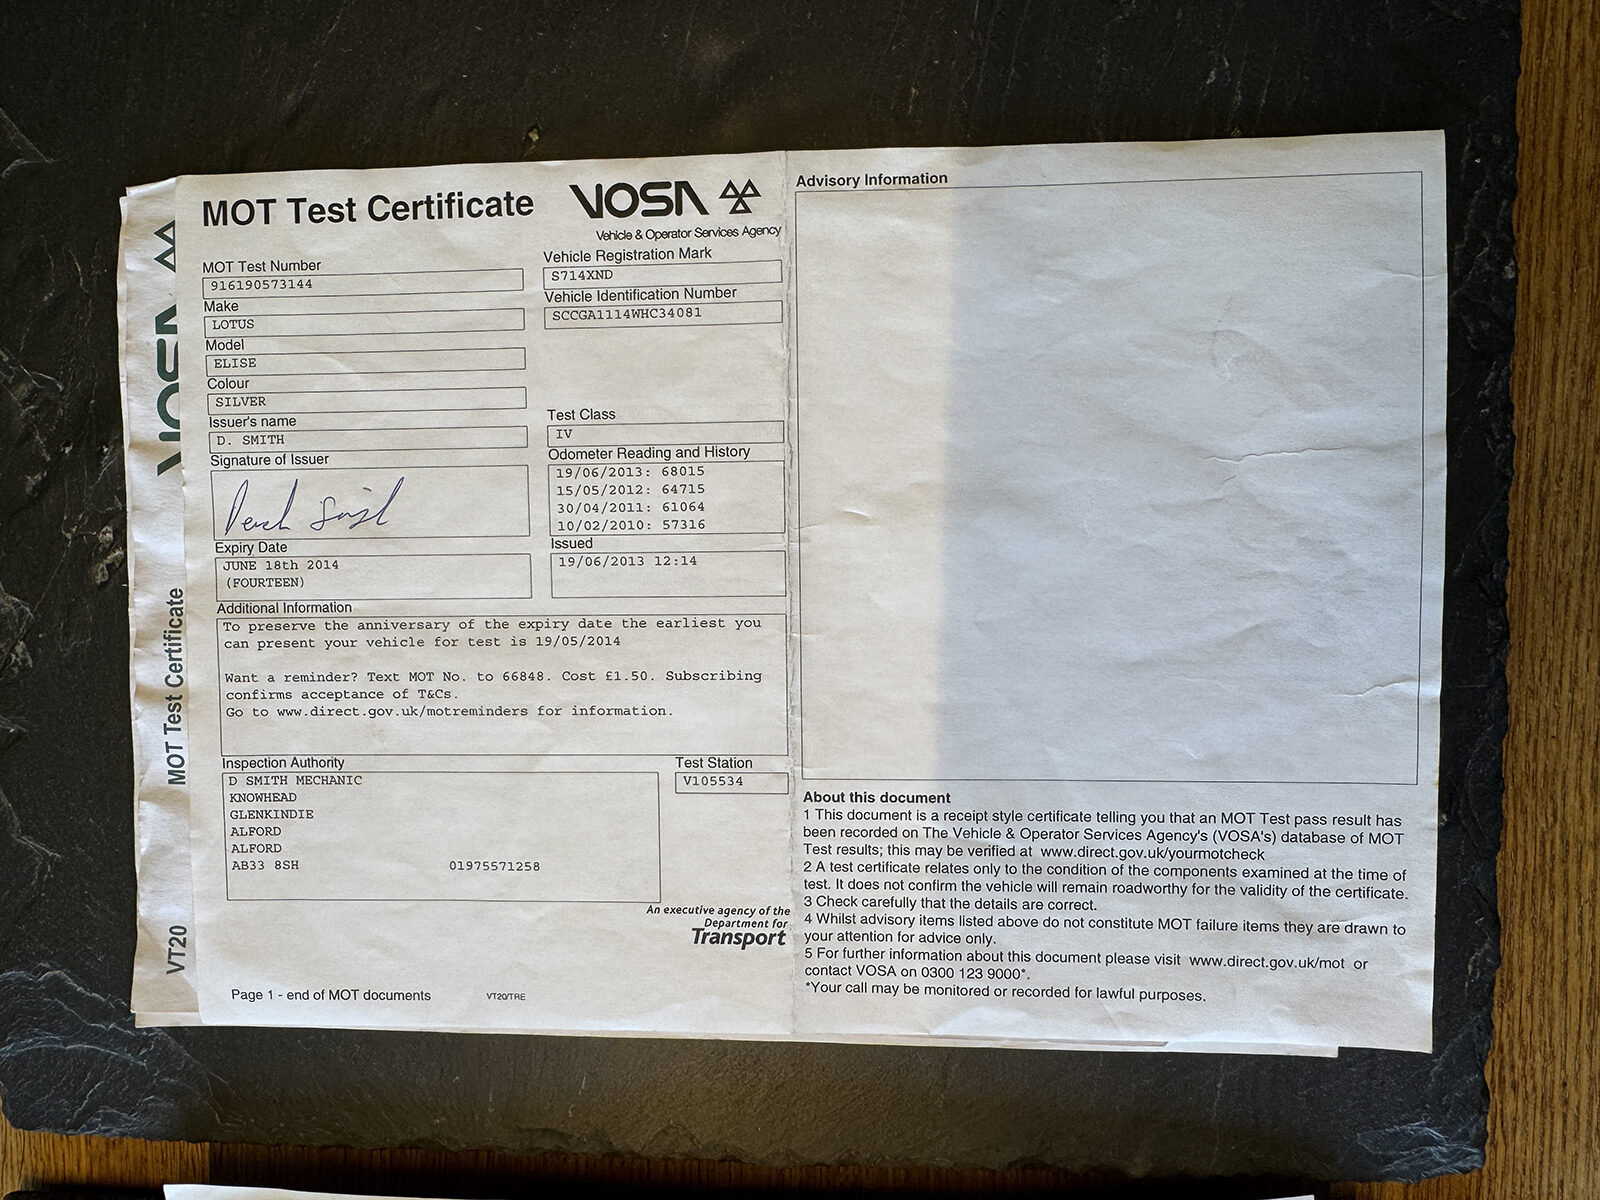 MOT Test Certificate
VOSA
Vehicle & Operator Services Agency
MOT Test Number
916190573144
Make
LOTUS
Model
ELISE
Colour
SILVER
Issuer's name
D. SMITH
Signature of Issuer
Expiry Date
JUNE 18th 2014
(FOURTEEN)
Vehicle Registration Mark
S714XND
Vehicle Identification Number
SCCGA1114WHC34081
Test Class
IV
Odometer Reading and History
19/06/2013: 68015
15/05/2012: 64715
30/04/2011: 61064
10/02/2010: 57316
Issued
19/06/2013 12:14
Additional Information
To preserve the anniversary of the expiry date the earliest you
can present your vehicle for test is 19/05/2014
Want a reminder? Text MOT No. to 66848. Cost £1.50. Subscribing
confirms acceptance of T&Cs.
Go to www.direct.gov.uk/motreminders for information.
Inspection Authority
D SMITH MECHANIC
KNOWHEAD
GLENKINDIE
ALFORD
ALFORD
AB33 8SH 01975571258
Test Station
V105534
An executive agency of the
Department for
Transport
Page 1 - end of MOT documents VT20/TRE
Advisory Information
About this document
1 This document is a receipt style certificate telling you that an MOT Test pass result has
been recorded on The Vehicle & Operator Services Agency's (VOSA's) database of MOT
Test results; this may be verified at www.direct.gov.uk/yourmotcheck
2 A test certificate relates only to the condition of the components examined at the time of
test. It does not confirm the vehicle will remain roadworthy for the validity of the certificate.
3 Check carefully that the details are correct.
4 Whilst advisory items listed above do not constitute MOT failure items they are drawn to
your attention for advice only.
5 For further information about this document please visit www.direct.gov.uk/mot or
contact VOSA on 0300 123 9000*.
*Your call may be monitored or recorded for lawful purposes.
VT20
MOT Test Certificate
VOSA